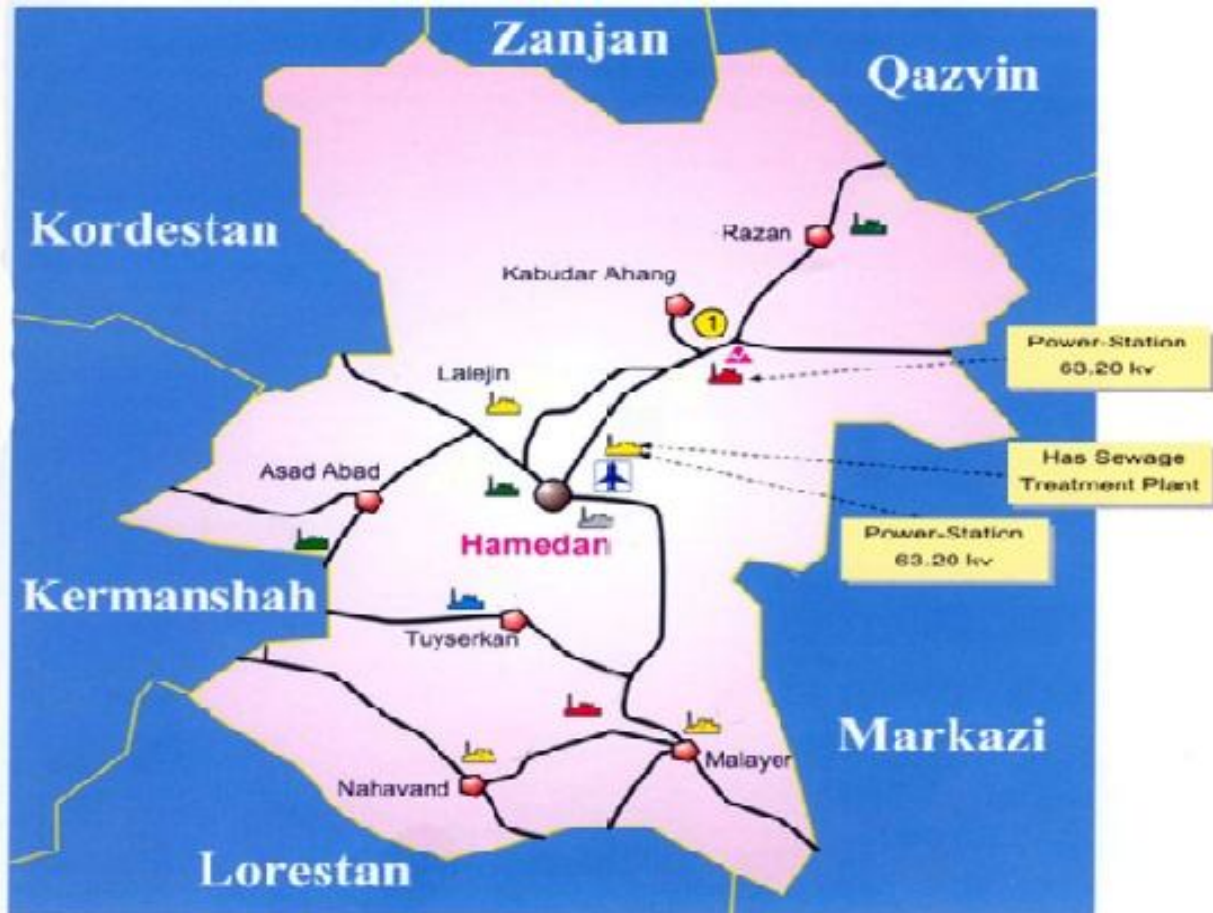 Zanjan
Qazvin
Kordestan
Razan
Kabudar Ahang
1
Power-Station
63.20 kv
Lalejin
Has Sewage
Treatment Plant
Asad Abad
Power-Station
63.20 kv
Hamedan
Kermanshah
Tuyserkan
Markazi
Malayer
Nahavand
Lorestan